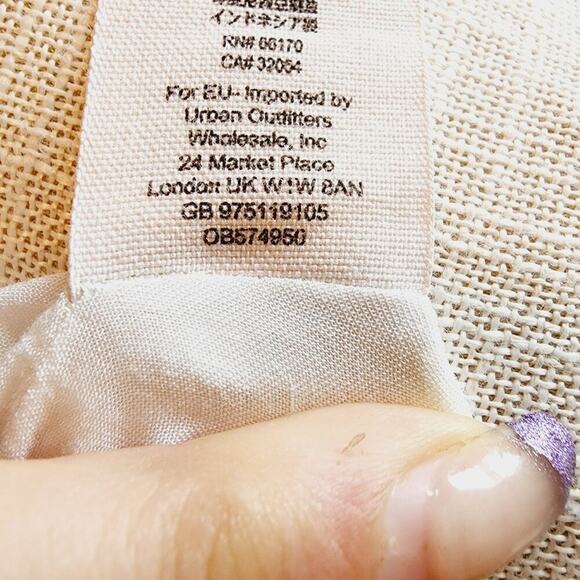 インドネシア製
RN# 66170
CA# 32054
For EU- Imported by
Urban Outfitters
Wholesale, Inc
24 Market Place
London UK W1W 8AN
GB 975119105
OB574950